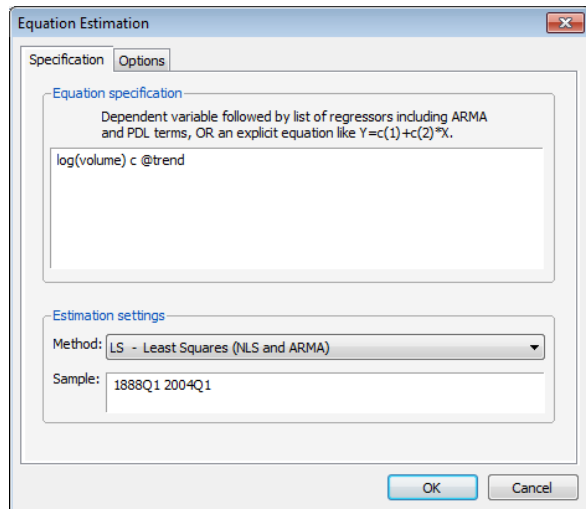 Equation Estimation
Specification Options
Equation specification
Dependent variable followed by list of regressors including ARMA
and PDL terms, OR an explicit equation like Y=c(1)+c(2)*X.
log(volume) c @trend
Estimation settings
Method: LS - Least Squares (NLS and ARMA)
Sample: 1888Q1 2004Q1
OK Cancel